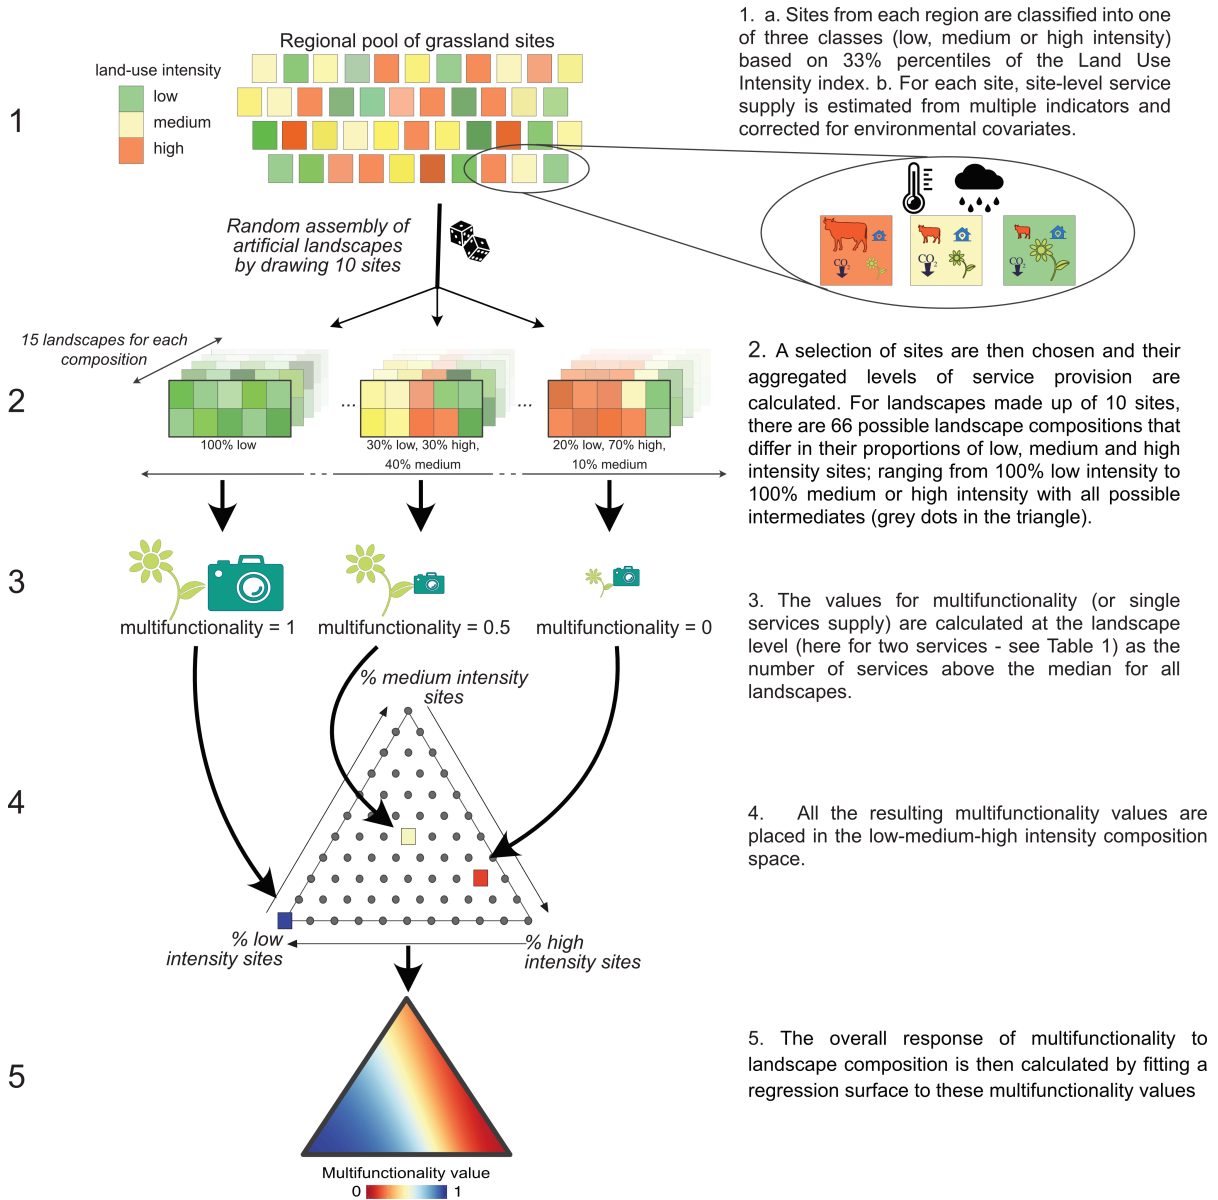 1. a. Sites from each region are classified into one
of three classes (low, medium or high intensity)
based on 33% percentiles of the Land Use
Intensity index. b. For each site, site-level service
supply is estimated from multiple indicators and
corrected for environmental covariates.
Regional pool of grassland sites
land-use intensity
low
medium
high
1
Random assembly of
artificial landscapes
by drawing 10 sites
CO2
CO2
CO2
15 landscapes for each
composition
2
...
...
100% low
30% low, 30% high,
40% medium
20% low, 70% high,
10% medium
2. A selection of sites are then chosen and their
aggregated levels of service provision are
calculated. For landscapes made up of 10 sites,
there are 66 possible landscape compositions that
differ in their proportions of low, medium and high
intensity sites; ranging from 100% low intensity to
100% medium or high intensity with all possible
intermediates (grey dots in the triangle).
3
multifunctionality = 1
multifunctionality = 0.5
multifunctionality = 0
3. The values for multifunctionality (or single
services supply) are calculated at the landscape
level (here for two services - see Table 1) as the
number of services above the median for all
landscapes.
% medium intensity
sites
4
% low
intensity sites
% high
intensity sites
4. All the resulting multifunctionality values are
placed in the low-medium-high intensity composition
space.
5
Multifunctionality value
0
1
5. The overall response of multifunctionality to
landscape composition is then calculated by fitting a
regression surface to these multifunctionality values